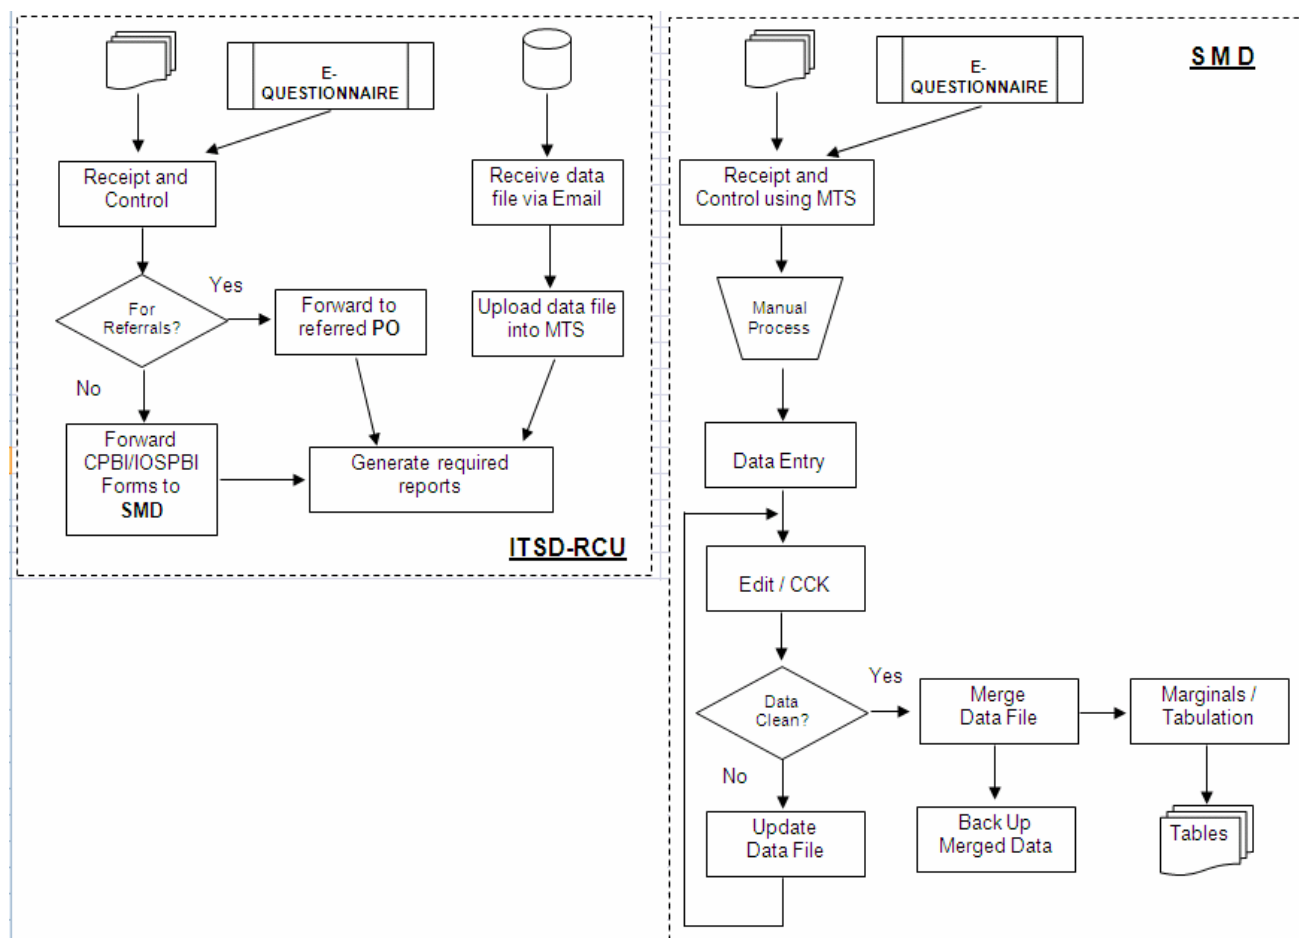 E-
QUESTIONNAIRE
Receipt and
Control
Receive data
file via Email
For
Referrals?
Yes
No
Forward to
referred PO
Upload data file
into MTS
Forward
CPBI/IOSPBI
Forms to
SMD
Generate required
reports
ITSD-RCU
S M D
E-
QUESTIONNAIRE
Receipt and
Control using MTS
Manual
Process
Data Entry
Edit / CCK
Data
Clean?
Yes
No
Merge
Data File
Marginals /
Tabulation
Update
Data File
Back Up
Merged Data
Tables